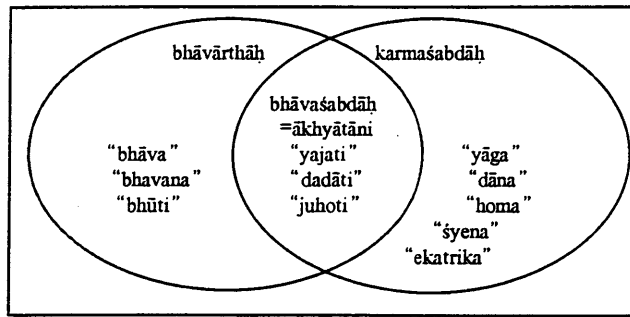 bhāvārthāḥ
karmaśabdāḥ
bhāvaśabdāḥ
=ākhyātāni
“bhāva”
“bhavana”
“bhūti”
“yajati”
“dadāti”
“juhoti”
“yāga”
“dāna”
“homa”
“śyena”
“ekatrika”